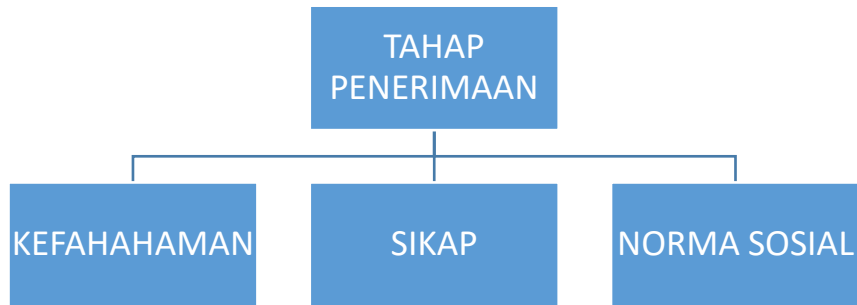 TAHAP
PENERIMAAN
KEFAHAHAMAN
SIKAP
NORMA SOSIAL